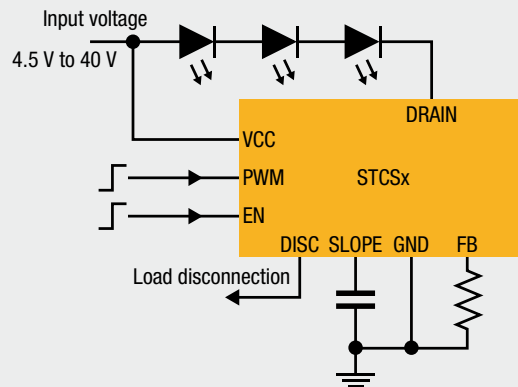 Input voltage
4.5 V to 40 V
DRAIN
VCC
PWM STCSx
EN
DISC SLOPE GND FB
Load disconnection